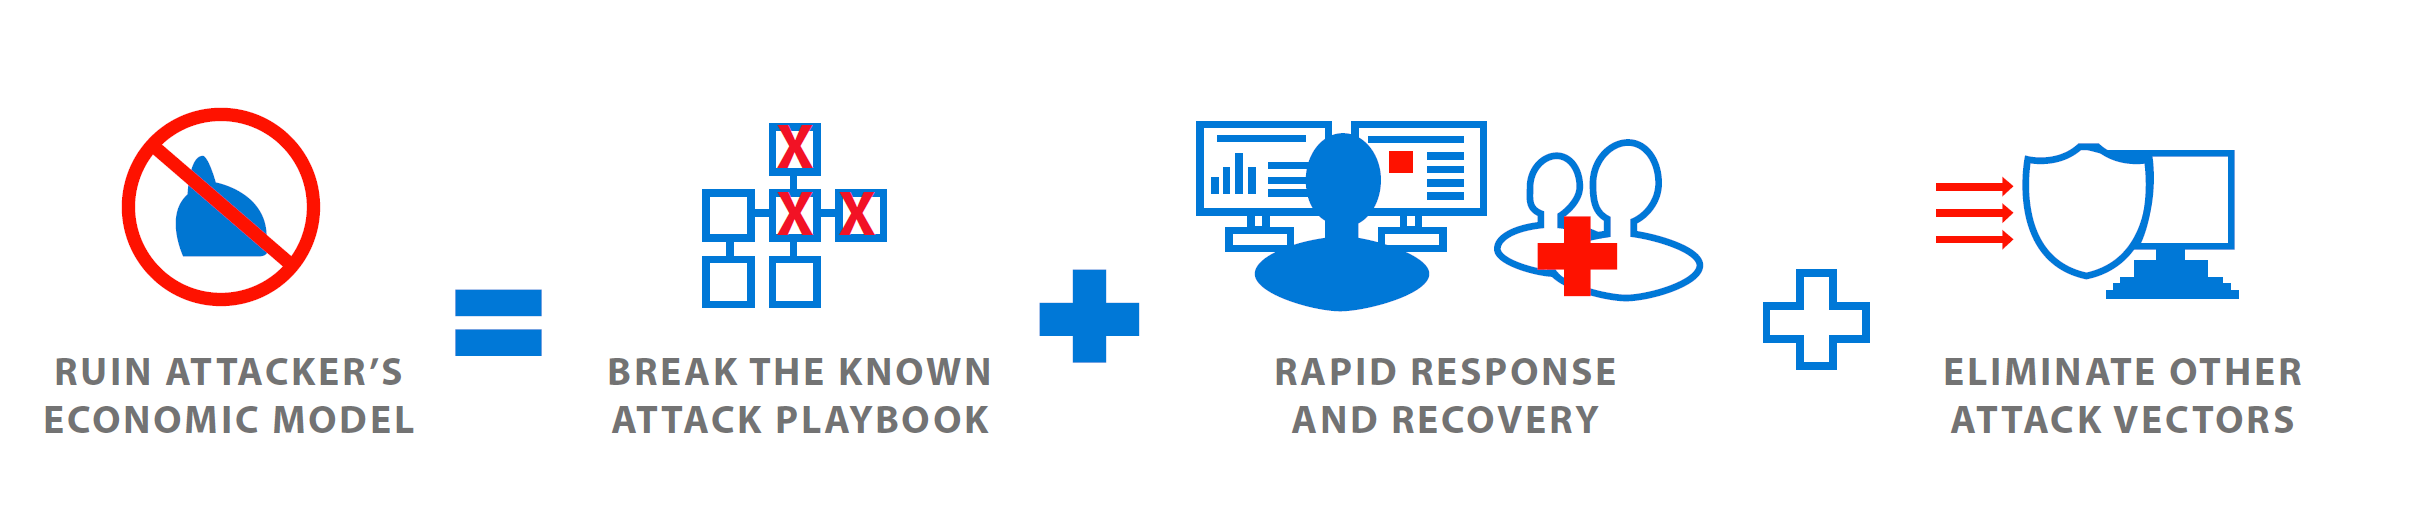 RUIN ATTACKER’S
ECONOMIC MODEL
BREAK THE KNOWN
ATTACK PLAYBOOK
RAPID RESPONSE
AND RECOVERY
ELIMINATE OTHER
ATTACK VECTORS